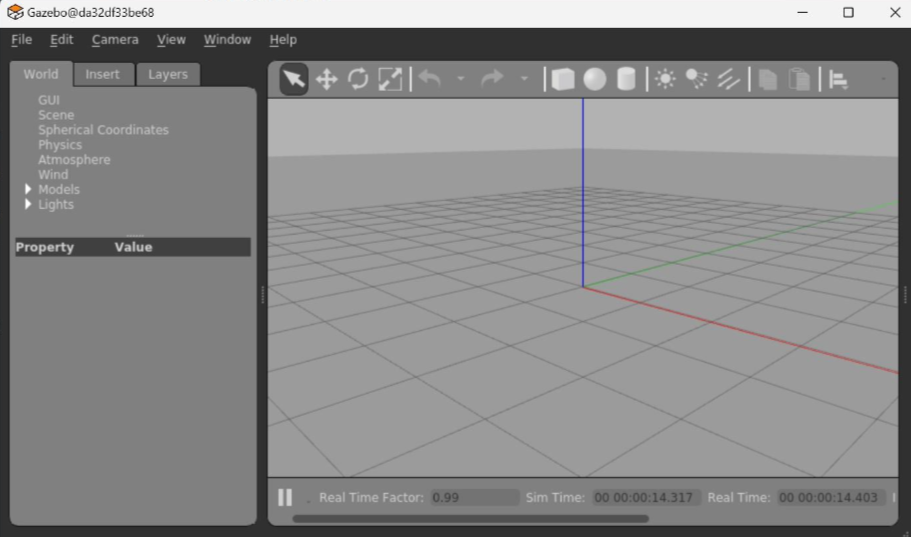 Gazebo@da32df33be68
File Edit Camera View Window Help
World Insert Layers
GUI
Scene
Spherical Coordinates
Physics
Atmosphere
Wind
Models
Lights
Property Value
Real Time Factor: 0.99 Sim Time: 00 00:00:14.317 Real Time: 00 00:00:14.403